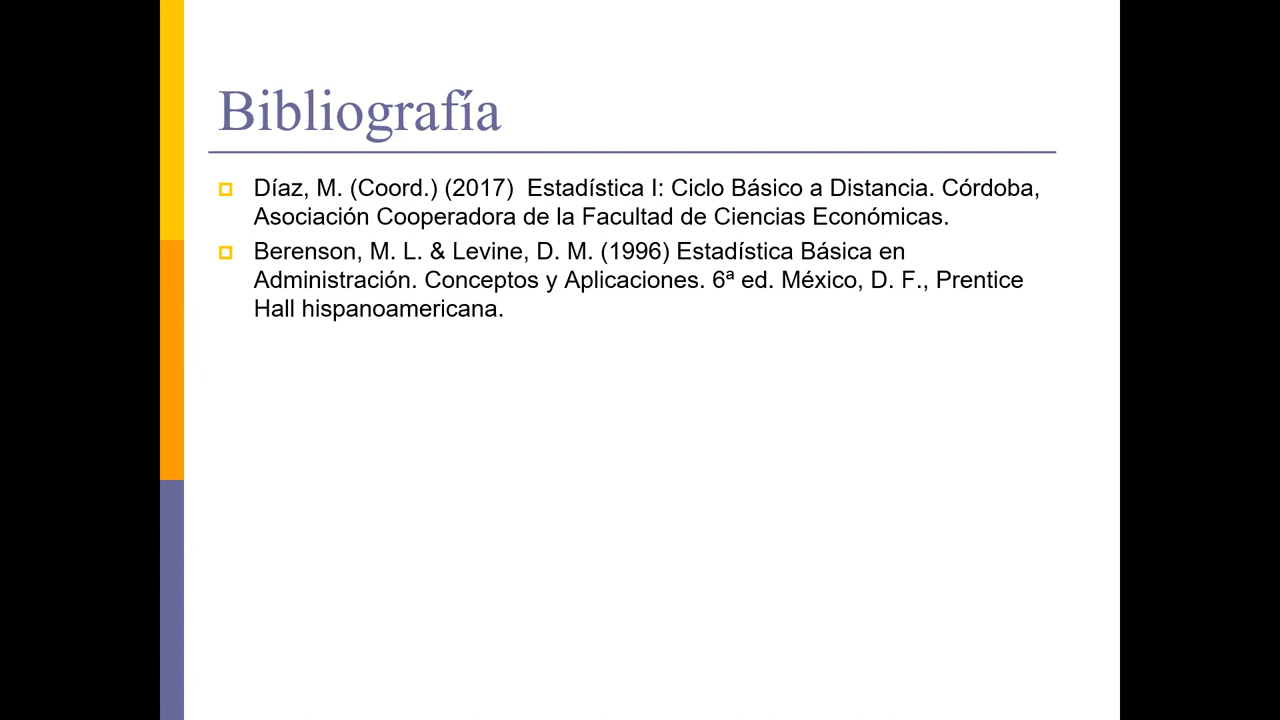 Bibliografía
Díaz, M. (Coord.) (2017)  Estadística I: Ciclo Básico a Distancia. Córdoba,
Asociación Cooperadora de la Facultad de Ciencias Económicas.
Berenson, M. L. & Levine, D. M. (1996) Estadística Básica en
Administración. Conceptos y Aplicaciones. 6ª ed. México, D. F., Prentice
Hall hispanoamericana.